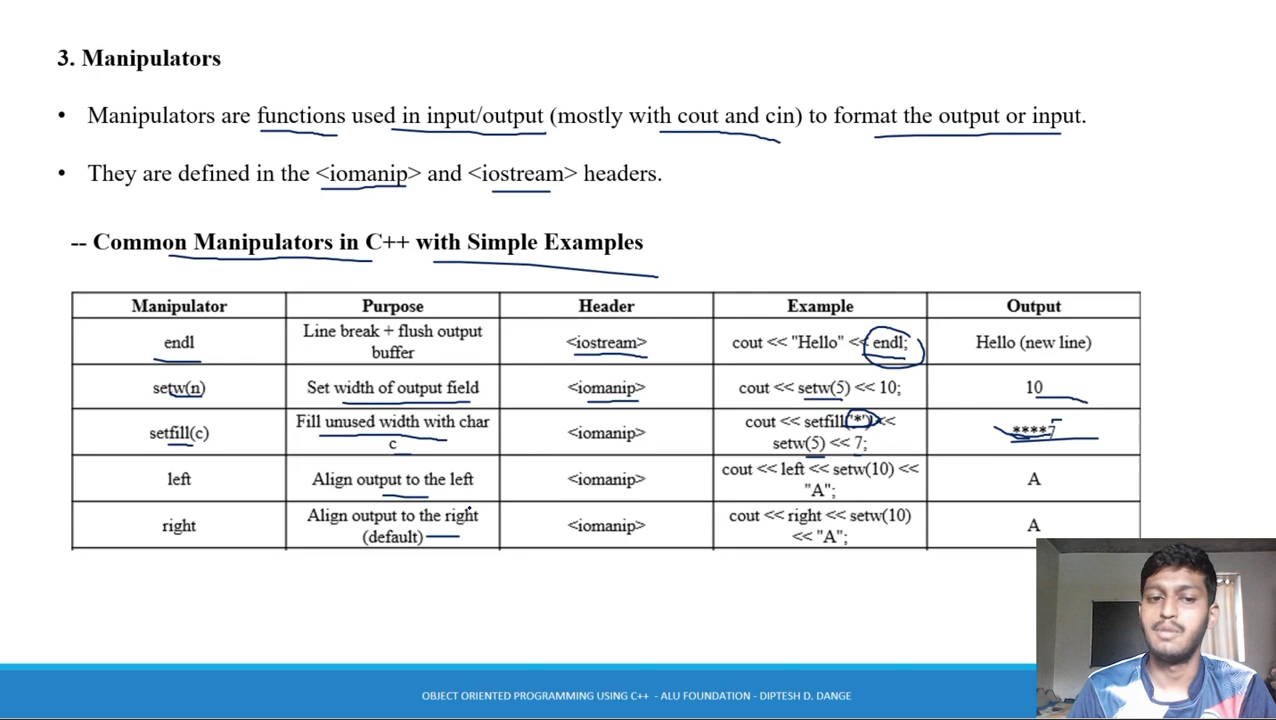 3. Manipulators
• Manipulators are functions used in input/output (mostly with cout and cin) to format the output or input.
• They are defined in the <iomanip> and <iostream> headers.
-- Common Manipulators in C++ with Simple Examples
Manipulator Purpose Header Example Output
endl Line break + flush output buffer <iostream> cout << "Hello" << endl; Hello (new line)
setw(n) Set width of output field <iomanip> cout << setw(5) << 10; 10
setfill(c) Fill unused width with char c <iomanip> cout << setfill('*') << setw(5) << 7; ****7
left Align output to the left <iomanip> cout << left << setw(10) << "A"; A
right Align output to the right (default) <iomanip> cout << right << setw(10) << "A"; A
OBJECT ORIENTED PROGRAMMING USING C++ - ALU FOUNDATION - DIPTESH D. DANGE